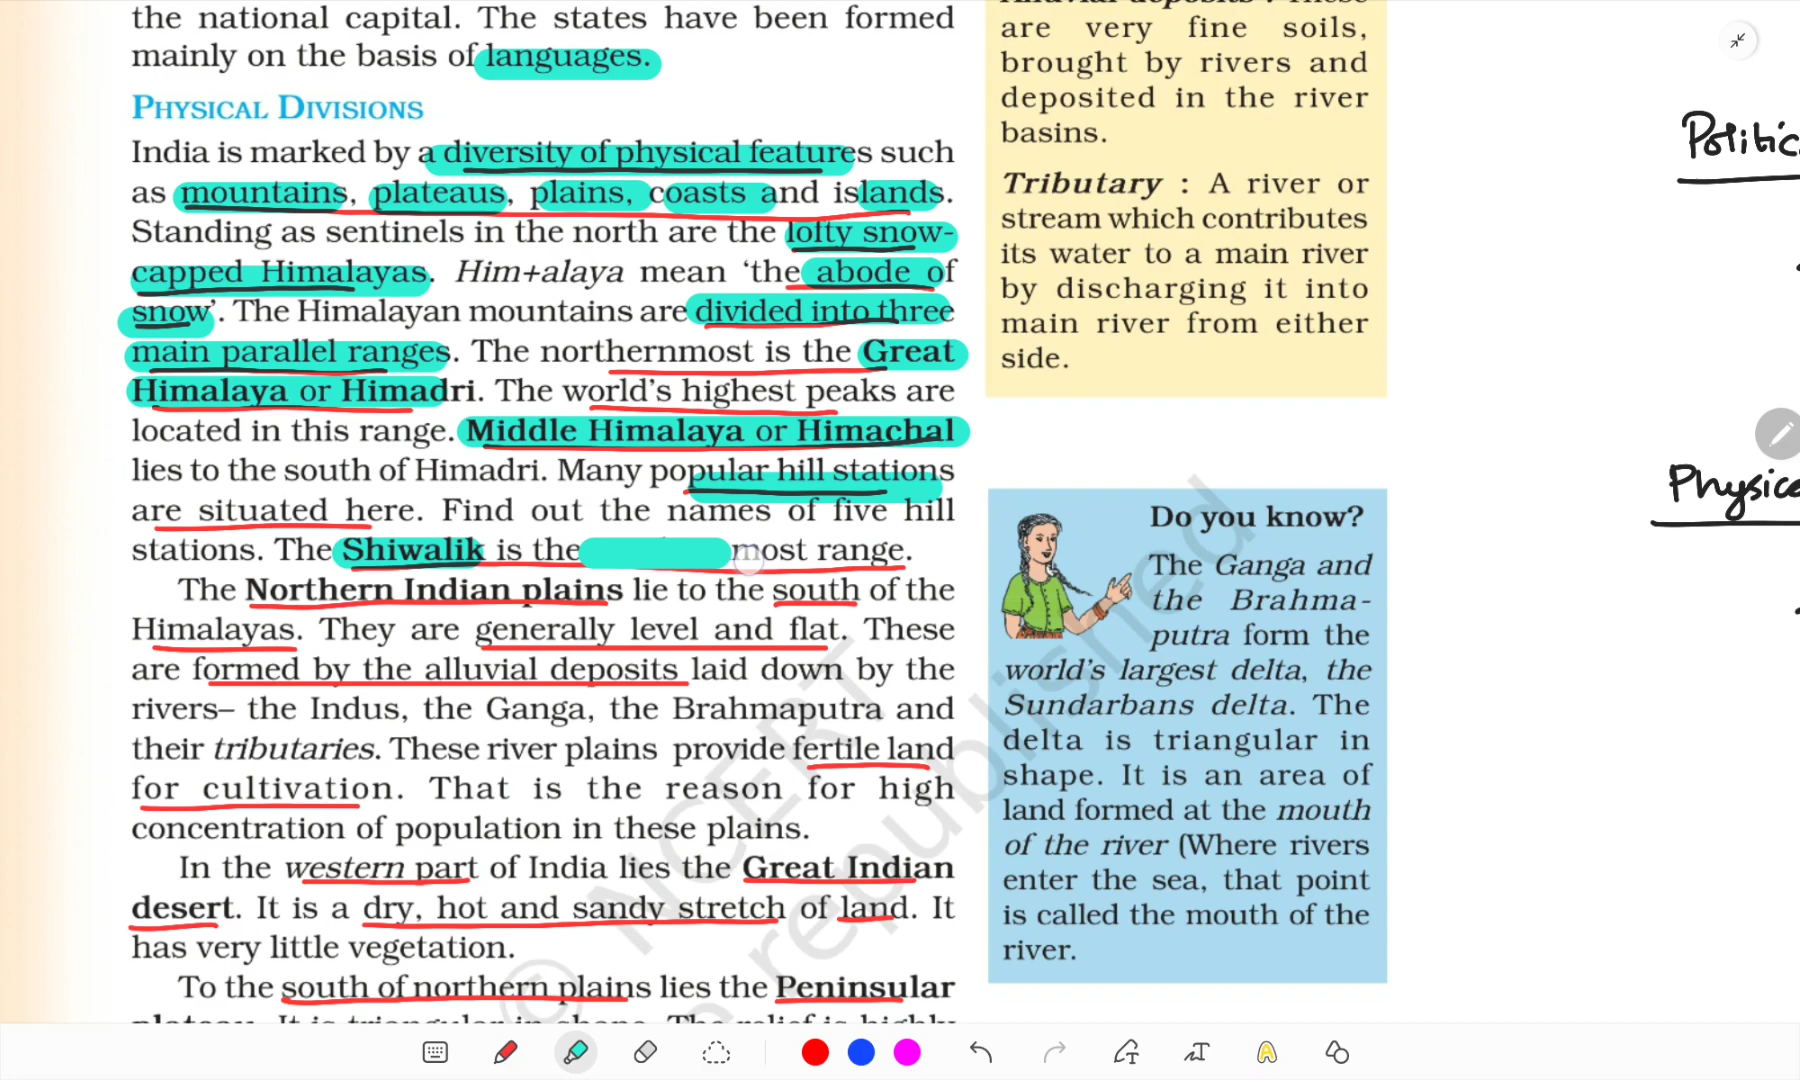 the national capital. The states have been formed
mainly on the basis of languages.
PHYSICAL DIVISIONS
India is marked by a diversity of physical features such
as mountains, plateaus, plains, coasts and islands.
Standing as sentinels in the north are the lofty snow-
capped Himalayas. Him+alaya mean ‘the abode of
snow’. The Himalayan mountains are divided into three
main parallel ranges. The northernmost is the Great
Himalaya or Himadri. The world’s highest peaks are
located in this range. Middle Himalaya or Himachal
lies to the south of Himadri. Many popular hill stations
are situated here. Find out the names of five hill
stations. The Shiwalik is the most range.
The Northern Indian plains lie to the south of the
Himalayas. They are generally level and flat. These
are formed by the alluvial deposits laid down by the
rivers– the Indus, the Ganga, the Brahmaputra and
their tributaries. These river plains provide fertile land
for cultivation. That is the reason for high
concentration of population in these plains.
In the western part of India lies the Great Indian
desert. It is a dry, hot and sandy stretch of land. It
has very little vegetation.
To the south of northern plains lies the Peninsular
plateau. It is triangular in shape. The relief is highly
Alluvial deposits : These
are very fine soils,
brought by rivers and
deposited in the river
basins.
Tributary : A river or
stream which contributes
its water to a main river
by discharging it into
main river from either
side.
Do you know?
The Ganga and
the Brahma-
putra form the
world’s largest delta, the
Sundarbans delta. The
delta is triangular in
shape. It is an area of
land formed at the mouth
of the river (Where rivers
enter the sea, that point
is called the mouth of the
river.
Politic
Physica
© NCERT
republished